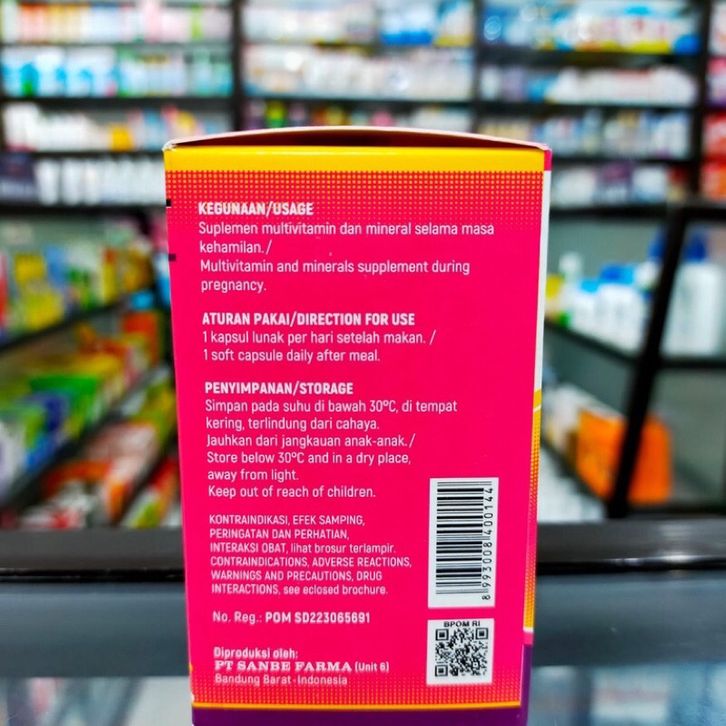 KEGUNAAN/USAGE
Suplemen multivitamin dan mineral selama masa
kehamilan./
Multivitamin and minerals supplement during
pregnancy.
ATURAN PAKAI/DIRECTION FOR USE
1 kapsul lunak per hari setelah makan. /
1 soft capsule daily after meal.
PENYIMPANAN/STORAGE
Simpan pada suhu di bawah 30°C, di tempat
kering, terlindung dari cahaya.
Jauhkan dari jangkauan anak-anak./
Store below 30°C and in a dry place,
away from light.
Keep out of reach of children.
KONTRAINDIKASI, EFEK SAMPING,
PERINGATAN DAN PERHATIAN,
INTERAKSI OBAT, lihat brosur terlampir.
CONTRAINDICATIONS, ADVERSE REACTIONS,
WARNINGS AND PRECAUTIONS, DRUG
INTERACTIONS, see eclosed brochure.
No. Reg.: POM SD223065691
Diproduksi oleh:
PT SANBE FARMA (Unit 6)
Bandung Barat-Indonesia
8 993008 400144
BPOM RI